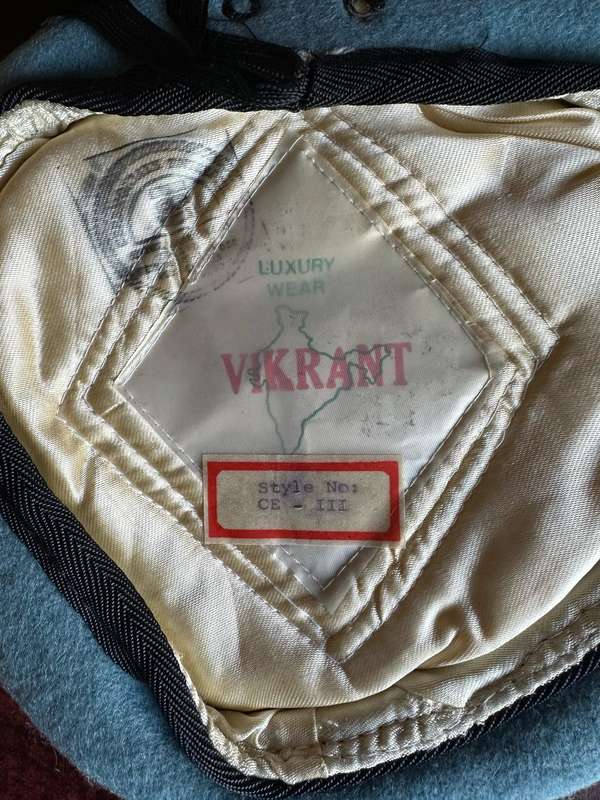 LUXURY
WEAR
VIKRANT
Style No:
CE - III